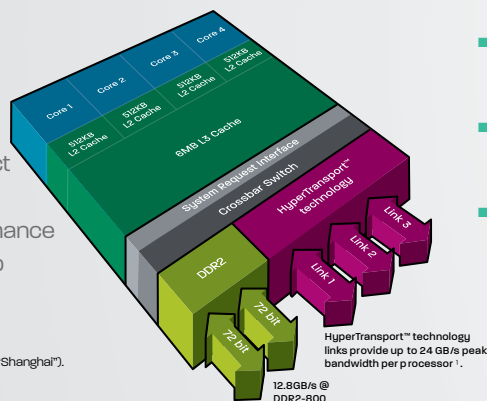 Core 1
Core 2
Core 3
Core 4
512KB
L2 Cache
512KB
L2 Cache
512KB
L2 Cache
512KB
L2 Cache
6MB L3 Cache
System Request Interface
Crossbar Switch
HyperTransport™
technology
DDR2
Link 1
Link 2
Link 3
72 bit
72 bit
HyperTransport™ technology
links provide up to 24 GB/s peak
bandwidth per processor ¹.
12.8GB/s @
DDR2-800
Shanghai”).